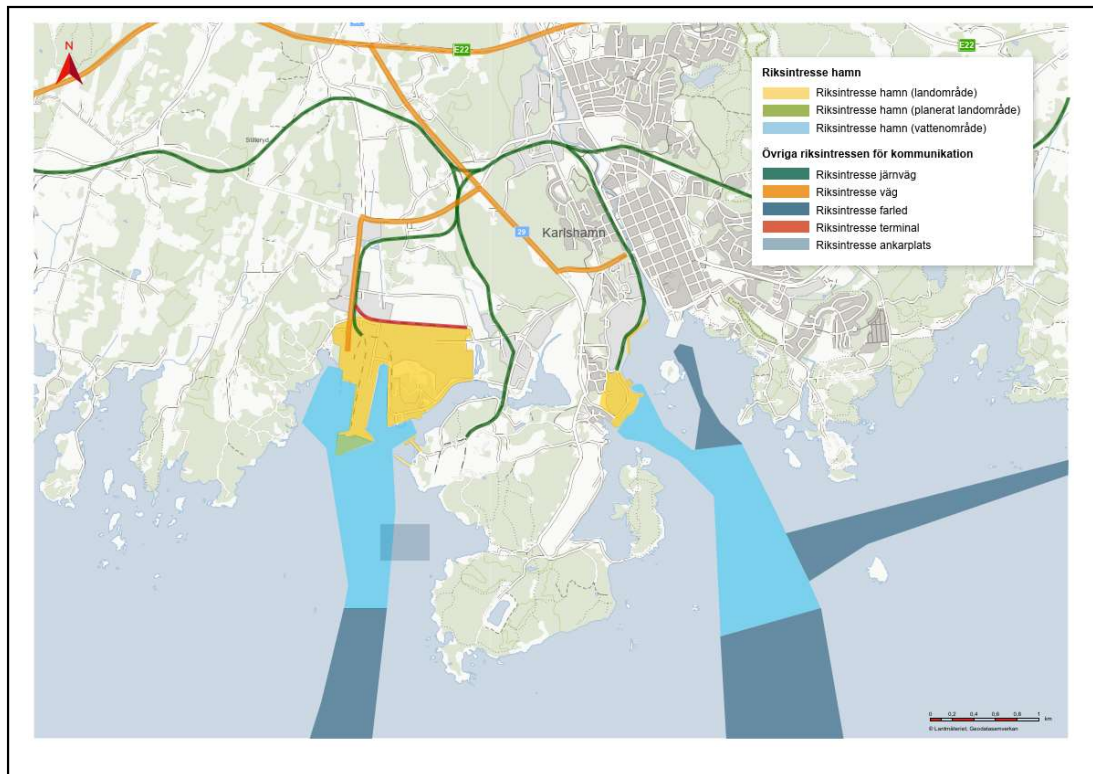 N
E22
E22
Riksintresse hamn
Riksintresse hamn (landområde)
Riksintresse hamn (planerat landområde)
Riksintresse hamn (vattenområde)
Övriga riksintressen för kommunikation
Riksintresse järnväg
Riksintresse väg
Riksintresse farled
Riksintresse terminal
Riksintresse ankarplats
Stilleryd
29
Karlshamn
0 0,2 0,4 0,6 0,8 1
km
© Lantmäteriet, Geodatasamverkan